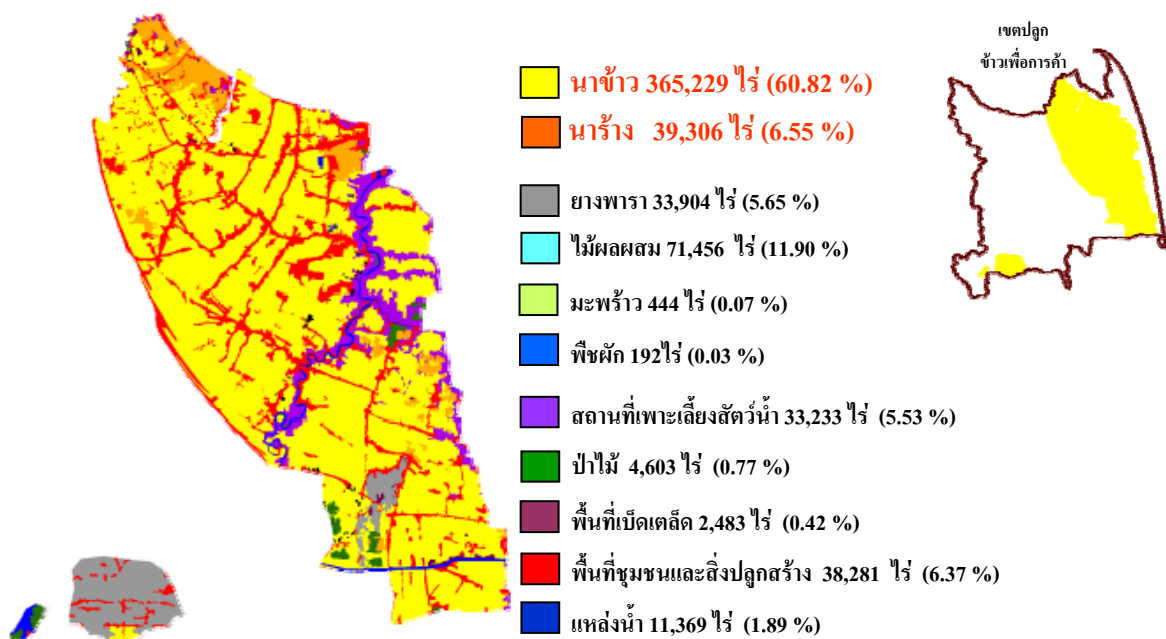 นาข้าว 365,229 ไร่ (60.82 %)
นาร้าง 39,306 ไร่ (6.55 %)
ยางพารา 33,904 ไร่ (5.65 %)
ไม้ผลผสม 71,456 ไร่ (11.90 %)
มะพร้าว 444 ไร่ (0.07 %)
พืชผัก 192ไร่ (0.03 %)
สถานที่เพาะเลี้ยงสัตว์น้ำ 33,233 ไร่ (5.53 %)
ป่าไม้ 4,603 ไร่ (0.77 %)
พื้นที่เบ็ดเตล็ด 2,483 ไร่ (0.42 %)
พื้นที่ชุมชนและสิ่งปลูกสร้าง 38,281 ไร่ (6.37 %)
แหล่งน้ำ 11,369 ไร่ (1.89 %)
เขตปลูก
ข้าวเพื่อการค้า